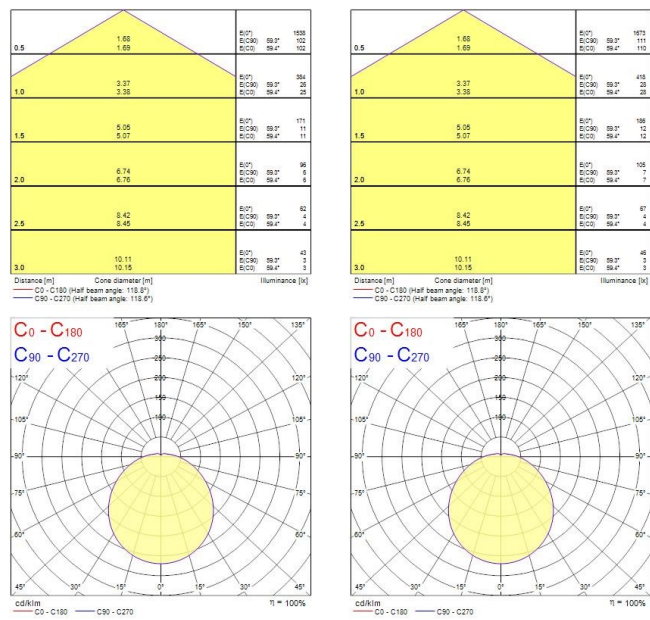 1.68 E(0°) 1538
0.5 1.69 E(C90) 59.3° 102
E(C0) 59.4° 102
3.37 E(0°) 384
1.0 3.38 E(C90) 59.3° 26
E(C0) 59.4° 25
5.05 E(0°) 171
1.5 5.07 E(C90) 59.3° 11
E(C0) 59.4° 11
6.74 E(0°) 96
2.0 6.76 E(C90) 59.3° 6
E(C0) 59.4° 6
8.42 E(0°) 62
2.5 8.45 E(C90) 59.3° 4
E(C0) 59.4° 4
10.11 E(0°) 43
3.0 10.15 E(C90) 59.3° 3
E(C0) 59.4° 3
Distance [m] Cone diameter [m] Illuminance [lx]
C0 - C180 (Half beam angle: 118.8°)
C90 - C270 (Half beam angle: 118.6°)
1.68 E(0°) 1673
0.5 1.69 E(C90) 59.3° 111
E(C0) 59.4° 110
3.37 E(0°) 418
1.0 3.38 E(C90) 59.3° 28
E(C0) 59.4° 28
5.05 E(0°) 186
1.5 5.07 E(C90) 59.3° 12
E(C0) 59.4° 12
6.74 E(0°) 105
2.0 6.76 E(C90) 59.3° 7
E(C0) 59.4° 7
8.42 E(0°) 67
2.5 8.45 E(C90) 59.3° 4
E(C0) 59.4° 4
10.11 E(0°)
3.0 10.15 E(C90) 59.3° 3
E(C0) 59.4° 3
Distance [m] Cone diameter [m] Illuminance [lx]
C0 - C180 (Half beam angle: 118.8°)
C90 - C270 (Half beam angle: 118.6°)
C0 - C180 165° 180° 165° 135°
C90 - C270
300
250
120° 200 120°
150
105° 100 105°
90° 90°
75° 75°
60° 60°
45° 30° 15° 0° 15° 30° 45°
cd/klm η = 100%
C0 - C180 C90 - C270
C0 - C180 165° 180° 165° 135°
C90 - C270
300
250
120° 200 120°
150
105° 100 105°
90° 90°
75° 75°
60° 60°
45° 30° 15° 0° 15° 30° 45°
cd/klm η = 100%
C0 - C180 C90 - C270